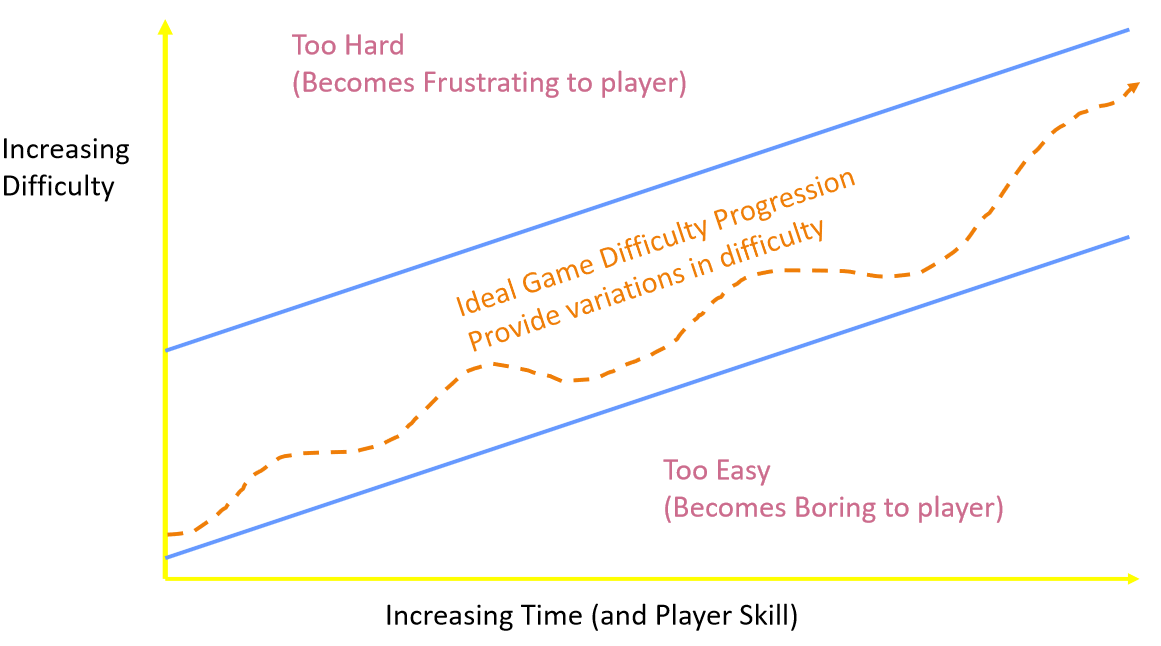 Too Hard
(Becomes Frustrating to player)
Increasing
Difficulty
Ideal Game Difficulty Progression
Provide variations in difficulty
Too Easy
(Becomes Boring to player)
Increasing Time (and Player Skill)